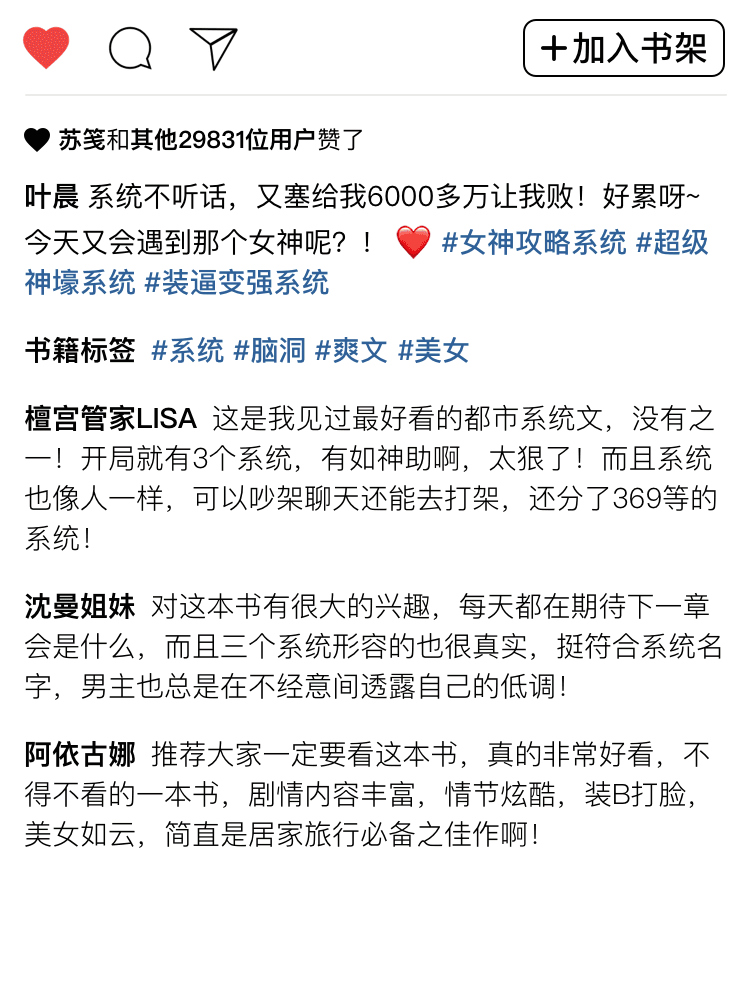 +加入书架
苏笺和其他29831位用户赞了
叶晨 系统不听话，又塞给我6000多万让我败！好累呀~
今天又会遇到那个女神呢？！ ❤️ #女神攻略系统 #超级
神壕系统 #装逼变强系统
书籍标签 #系统 #脑洞 #爽文 #美女
檀宫管家LISA 这是我见过最好看的都市系统文，没有之
一！开局就有3个系统，有如神助啊，太狠了！而且系统
也像人一样，可以吵架聊天还能去打架，还分了369等的
系统！
沈曼姐妹 对这本书有很大的兴趣，每天都在期待下一章
会是什么，而且三个系统形容的也很真实，挺符合系统名
字，男主也总是在不经意间透露自己的低调！
阿依古娜 推荐大家一定要看这本书，真的非常好看，不
得不看的一本书，剧情内容丰富，情节炫酷，装B打脸，
美女如云，简直是居家旅行必备之佳作啊！